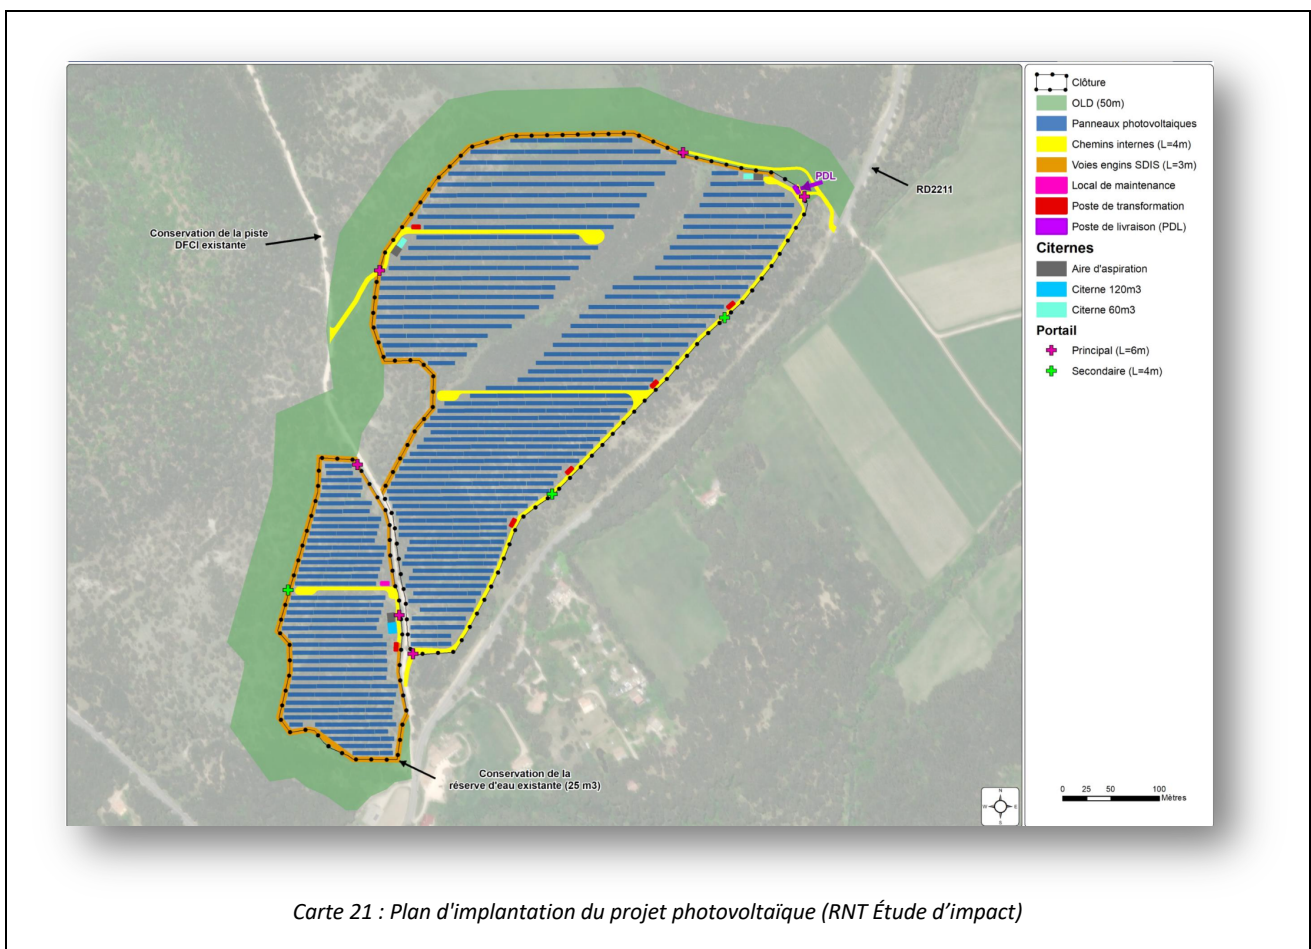 Conservation de la piste
DFCI existante
PDL
RD2211
Conservation de la
réserve d'eau existante (25 m3)
N
W
E
S
Clôture
OLD (50m)
Panneaux photovoltaiques
Chemins internes (L=4m)
Voies engins SDIS (L=3m)
Local de maintenance
Poste de transformation
Poste de livraison (PDL)
Citernes
Aire d'aspiration
Citerne 120m3
Citerne 60m3
Portail
Principal (L=6m)
Secondaire (L=4m)
0 25 50 100
Mètres
Carte 21 : Plan d'implantation du projet photovoltaïque (RNT Étude d’impact)